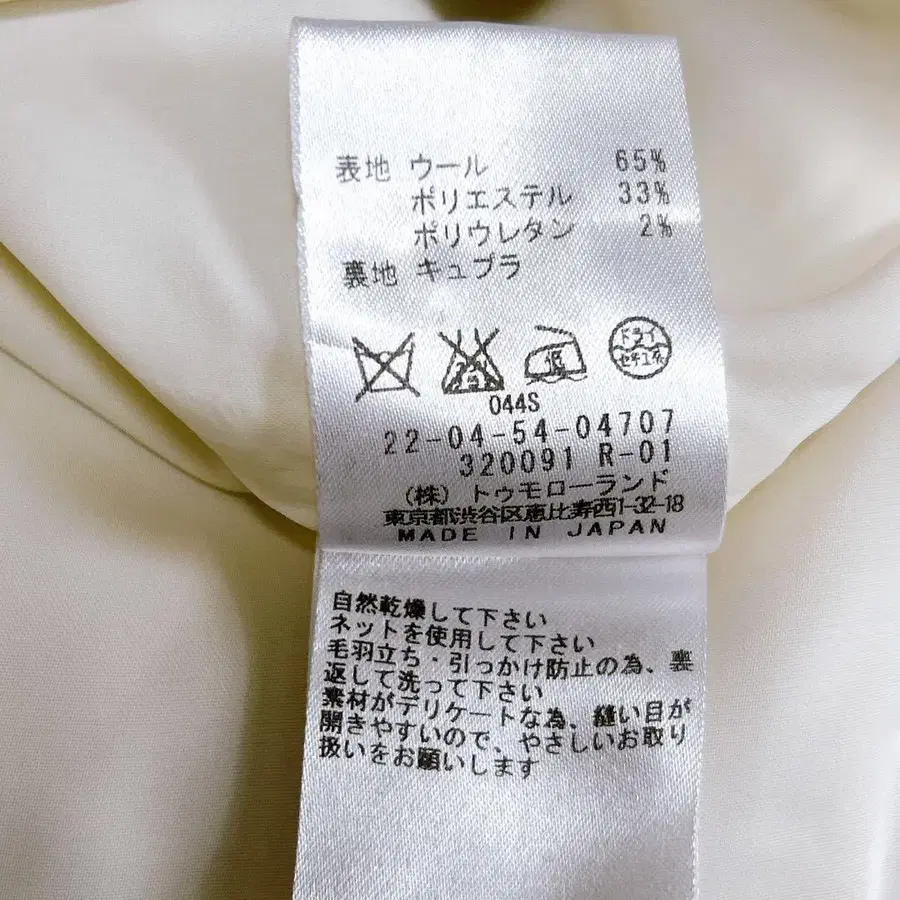 表地 ウール 65%
ポリエステル 33%
ポリウレタン 2%
裏地 キュプラ
低 ドライ
セキユ系
044S
22-04-54-04707
320091 R-01
(株) トゥモローランド
東京都渋谷区恵比寿西1-32-18
MADE IN JAPAN
自然乾燥して下さい
ネットを使用して下さい
毛羽立ち・引っかけ防止の為、裏
返して洗って下さい
素材がデリケートな為、縫い目が
開きやすいので、やさしいお取り
扱いをお願いします